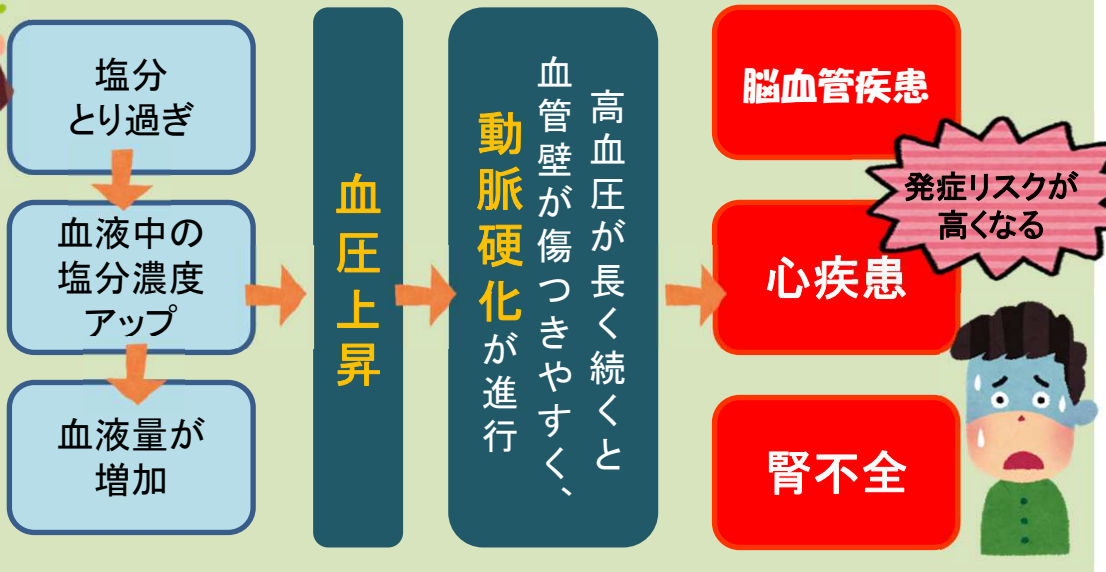 塩分
とり過ぎ
血液中の
塩分濃度
アップ
血液量が
増加
血圧上昇
高血圧が長く続くと
血管壁が傷つきやすく、
動脈硬化が進行
脳血管疾患
発症リスクが
高くなる
心疾患
腎不全